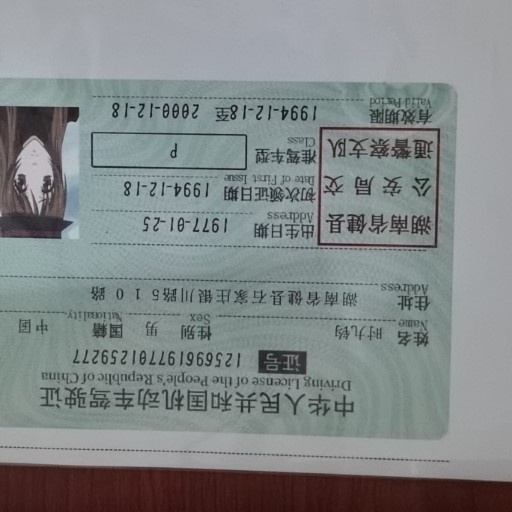 中华人民共和国机动车驾驶证
Driving License of the People's Republic of China
证号 125696197701259277
姓名 时九钧 性别 男 国籍 中国
Name Sex Nationality
住址 湖南省健县石家庄银川路510路
Address
湖南省健县
公安局交
通警察支队
出生日期 1977-01-25
Address
初次领证日期 1994-12-18
Date of First Issue
准驾车型 P
Class
有效期限 1994-12-18至 2000-12-18
Valid Period